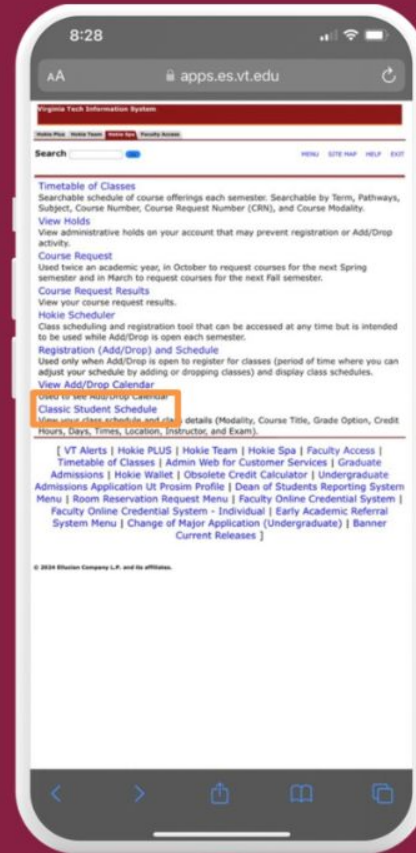 8:28
AA apps.es.vt.edu
Virginia Tech Information System
Hokie Plus Hokie Team Hokie Spa Faculty Access
Search Go MENU SITE MAP HELP EXIT
Timetable of Classes
Searchable schedule of course offerings each semester. Searchable by Term, Pathways,
Subject, Course Number, Course Request Number (CRN), and Course Modality.
View Holds
View administrative holds on your account that may prevent registration or Add/Drop
activity.
Course Request
Used twice an academic year, in October to request courses for the next Spring
semester and in March to request courses for the next Fall semester.
Course Request Results
View your course request results.
Hokie Scheduler
Class scheduling and registration tool that can be accessed at any time but is intended
to be used while Add/Drop is open each semester.
Registration (Add/Drop) and Schedule
Used only when Add/Drop is open to register for classes (period of time where you can
adjust your schedule by adding or dropping classes) and display class schedules.
View Add/Drop Calendar
Used to see Add/Drop Calendar
Classic Student Schedule
View your class schedule and class details (Modality, Course Title, Grade Option, Credit
Hours, Days, Times, Location, Instructor, and Exam).
[ VT Alerts | Hokie PLUS | Hokie Team | Hokie Spa | Faculty Access |
Timetable of Classes | Admin Web for Customer Services | Graduate
Admissions | Hokie Wallet | Obsolete Credit Calculator | Undergraduate
Admissions Application Ut Prosim Profile | Dean of Students Reporting System
Menu | Room Reservation Request Menu | Faculty Online Credential System |
Faculty Online Credential System - Individual | Early Academic Referral
System Menu | Change of Major Application (Undergraduate) | Banner
Current Releases ]
© 2024 Ellucian Company L.P. and its affiliates.